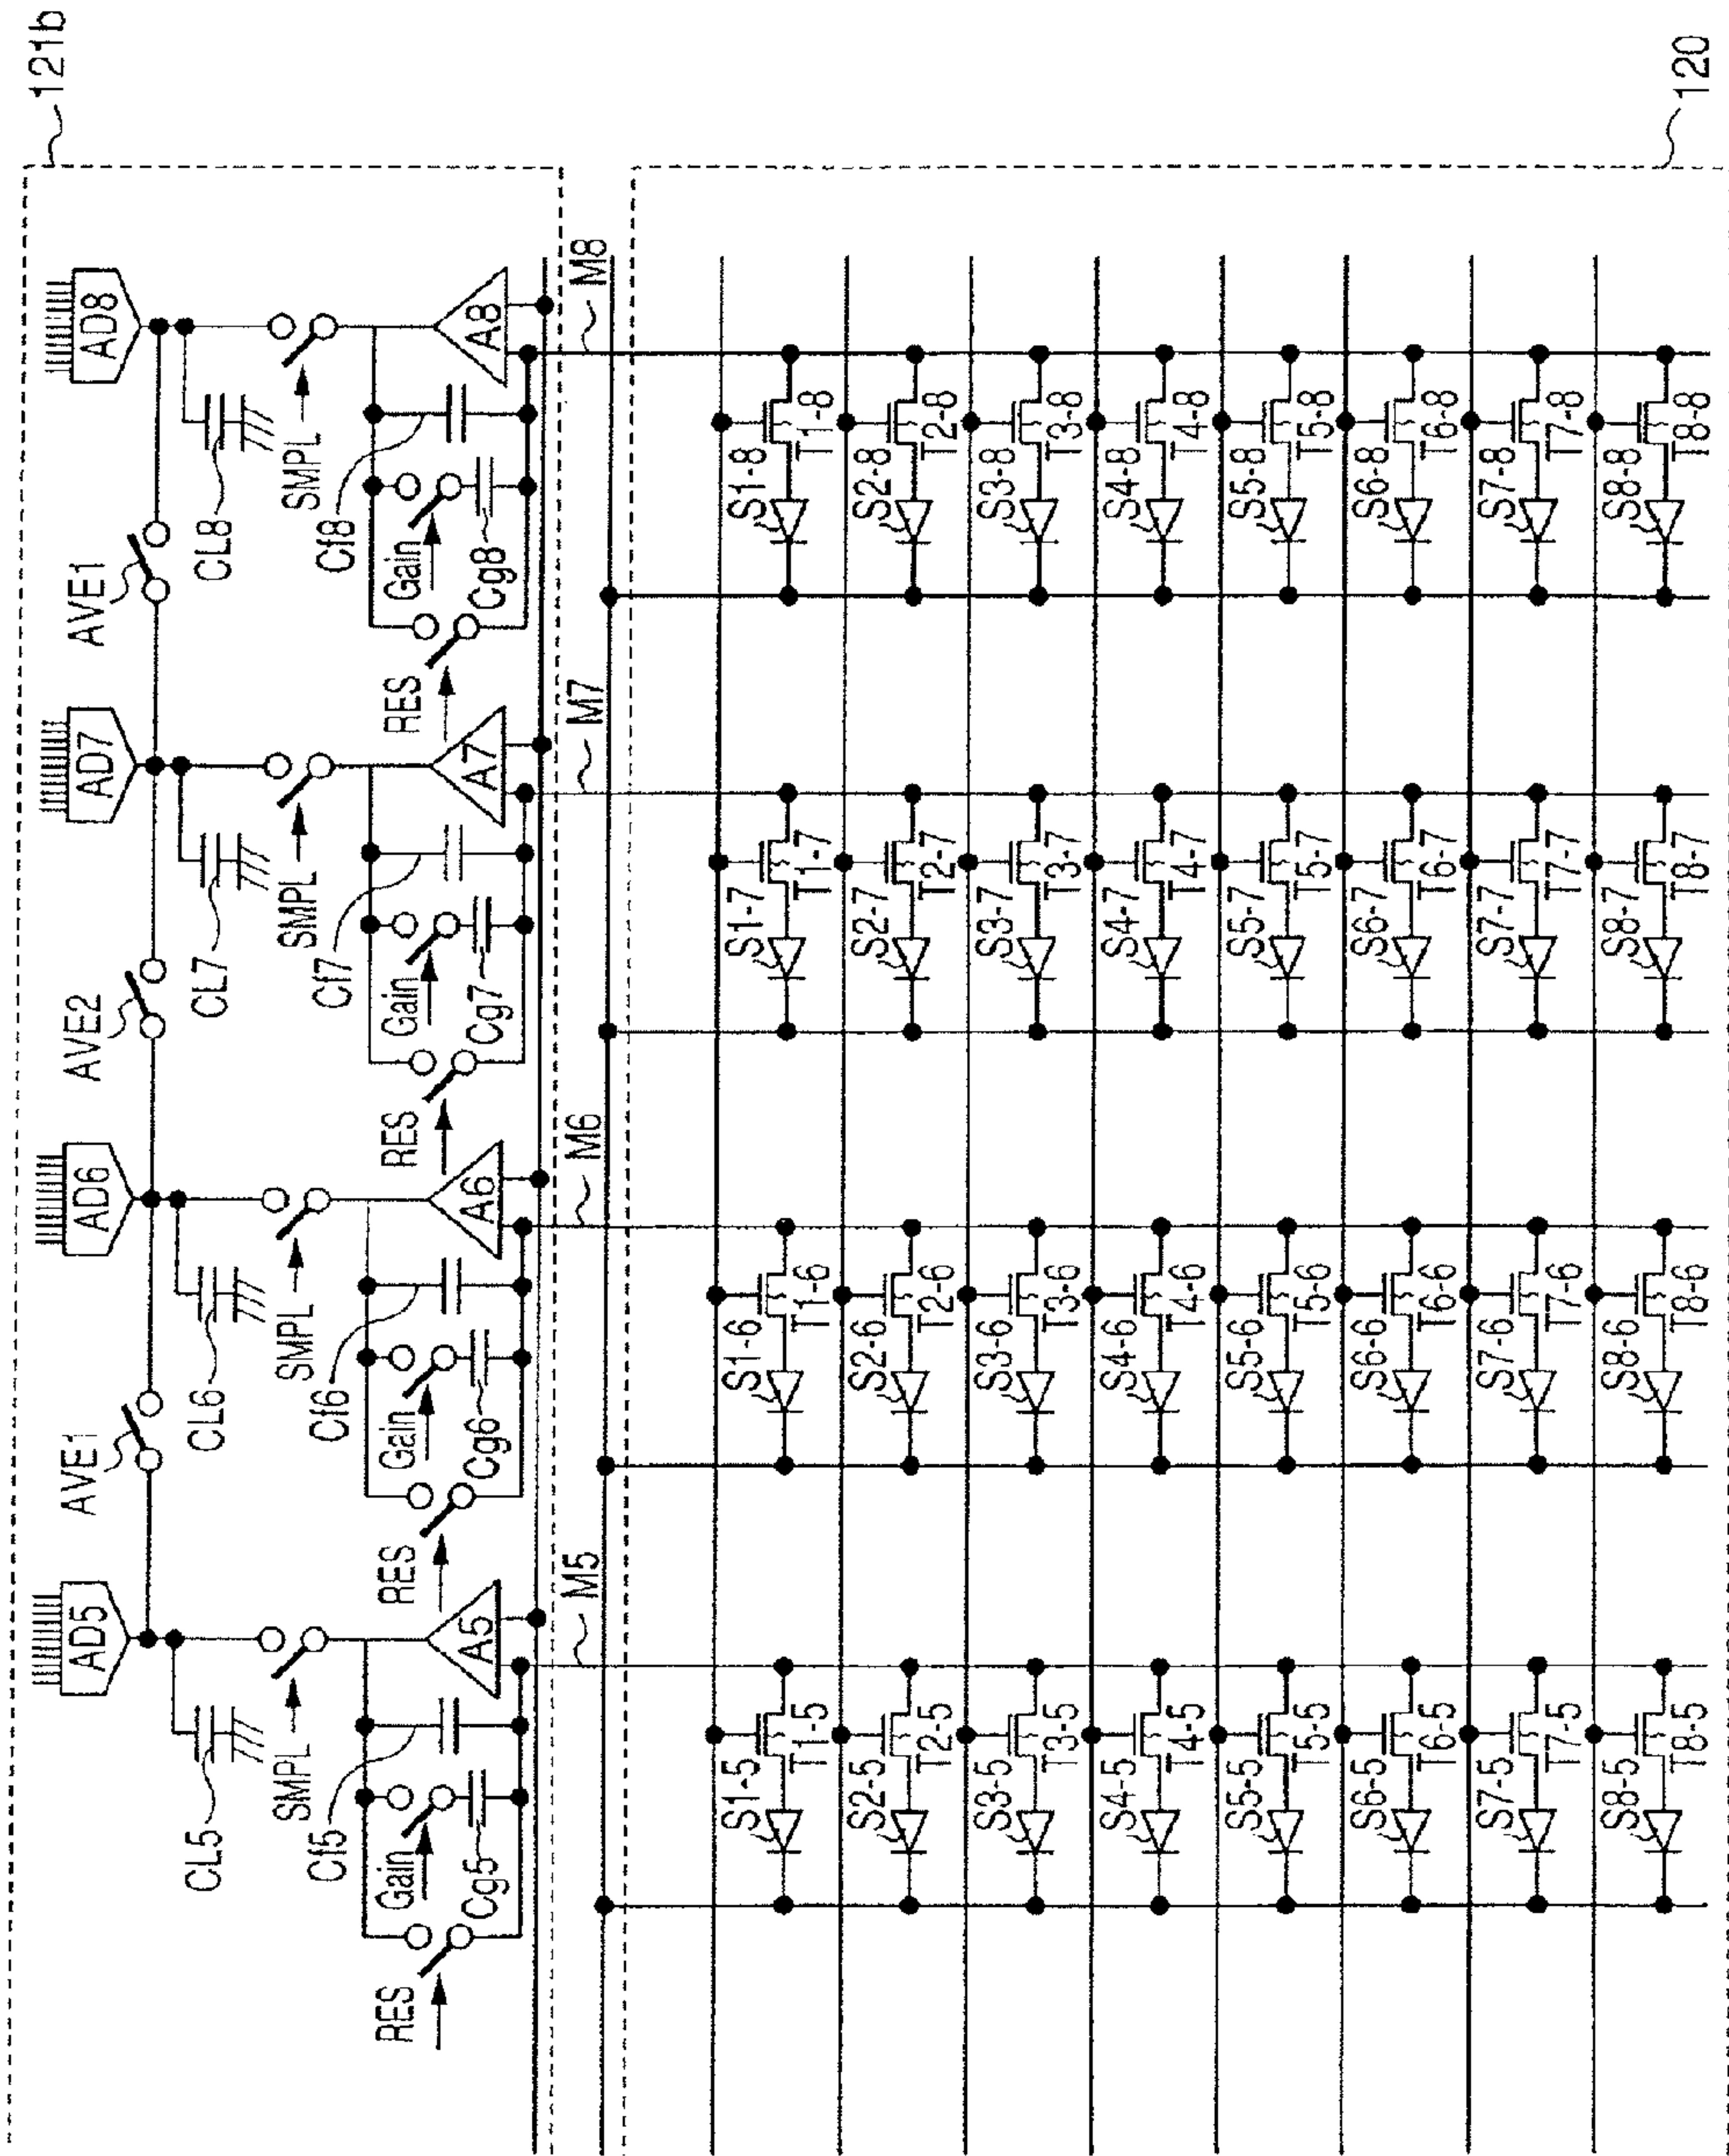 121b
AD5
AD6
AD7
AD8
AVE1
AVE2
AVE1
CL5
CL6
CL7
CL8
SMPL
SMPL
SMPL
SMPL
Cf5
Cf6
Cf7
Cf8
RES
Gain
RES
Gain
RES
Gain
RES
Gain
Cg5
A5
Cg6
A6
Cg7
A7
Cg8
A8
M5
M6
M7
M8
S1-5
T1-5
S1-6
T1-6
S1-7
T1-7
S1-8
T1-8
S2-5
T2-5
S2-6
T2-6
S2-7
T2-7
S2-8
T2-8
S3-5
T3-5
S3-6
T3-6
S3-7
T3-7
S3-8
T3-8
S4-5
T4-5
S4-6
T4-6
S4-7
T4-7
S4-8
T4-8
S5-5
T5-5
S5-6
T5-6
S5-7
T5-7
S5-8
T5-8
S6-5
T6-5
S6-6
T6-6
S6-7
T6-7
S6-8
T6-8
S7-5
T7-5
S7-6
T7-6
S7-7
T7-7
S7-8
T7-8
S8-5
T8-5
S8-6
T8-6
S8-7
T8-7
S8-8
T8-8
120